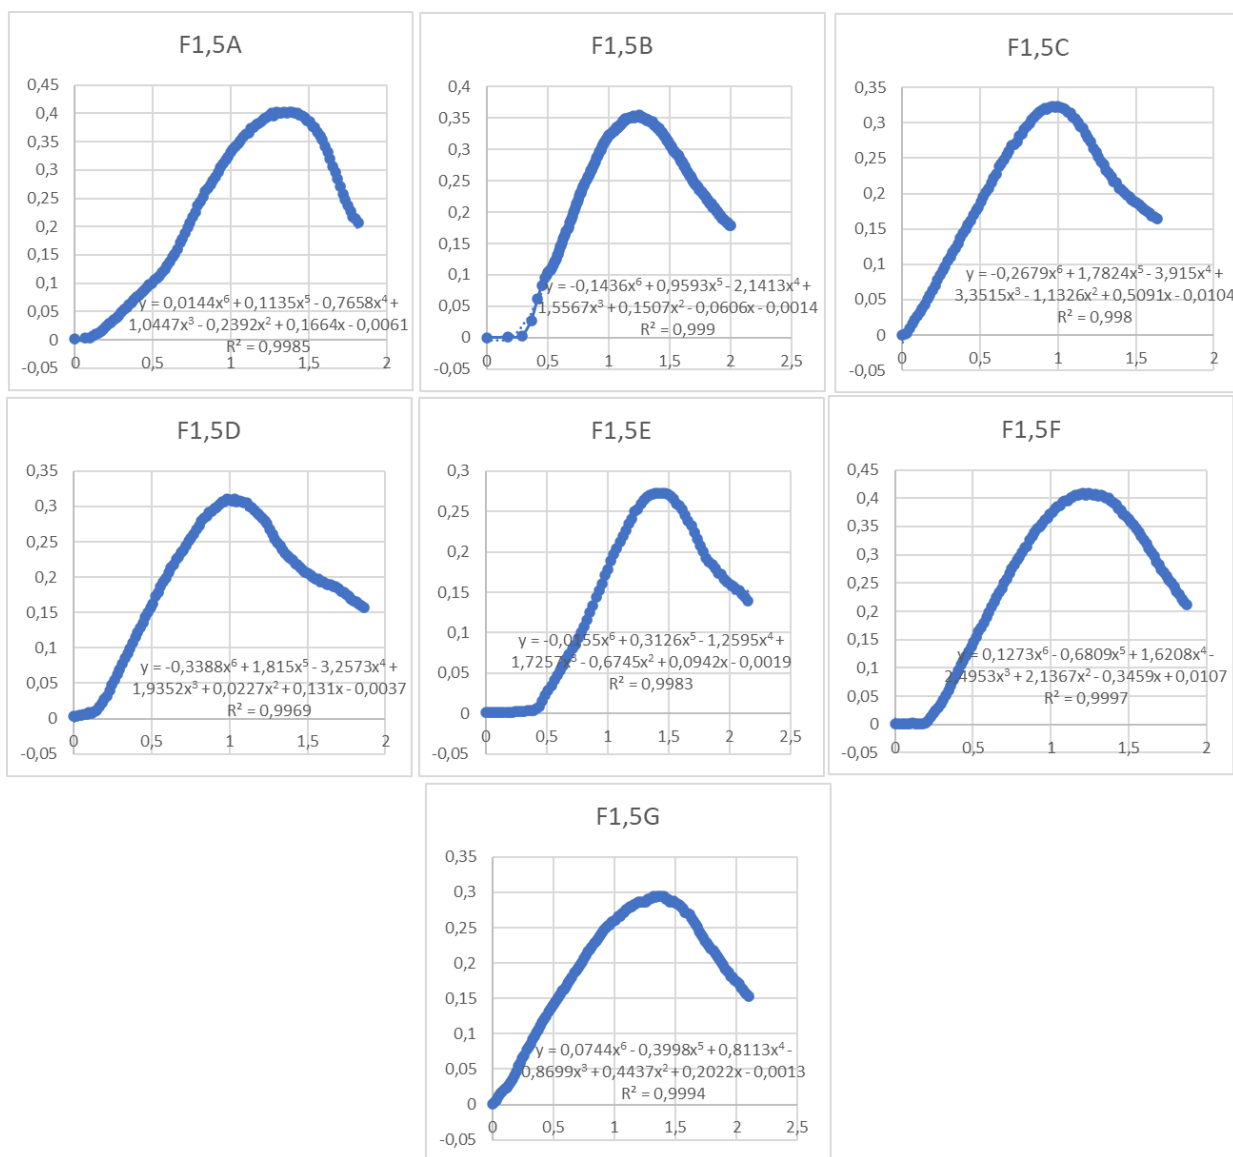 F1,5A
0,45
0,4
0,35
0,3
0,25
0,2
0,15
0,1
0,05
0
-0,05
y = 0,0144x⁶ + 0,1135x⁵ - 0,7658x⁴ +
1,0447x³ - 0,2392x² + 0,1664x - 0,0061
R² = 0,9985
0 0,5 1 1,5 2
F1,5B
0,4
0,35
0,3
0,25
0,2
0,15
0,1
0,05
0
-0,05
y = -0,1436x⁶ + 0,9593x⁵ - 2,1413x⁴ +
1,5567x³ + 0,1507x² - 0,0606x - 0,0014
R² = 0,999
0 0,5 1 1,5 2 2,5
F1,5C
0,35
0,3
0,25
0,2
0,15
0,1
0,05
0
-0,05
y = -0,2679x⁶ + 1,7824x⁵ - 3,915x⁴ +
3,3515x³ - 1,1326x² + 0,5091x - 0,0104
R² = 0,998
0 0,5 1 1,5 2
F1,5D
0,35
0,3
0,25
0,2
0,15
0,1
0,05
0
-0,05
y = -0,3388x⁶ + 1,815x⁵ - 3,2573x⁴ +
1,9352x³ + 0,0227x² + 0,131x - 0,0037
R² = 0,9969
0 0,5 1 1,5 2
F1,5E
0,3
0,25
0,2
0,15
0,1
0,05
0
-0,05
y = -0,0155x⁶ + 0,3126x⁵ - 1,2595x⁴ +
1,7257x³ - 0,6745x² + 0,0942x - 0,0019
R² = 0,9983
0 0,5 1 1,5 2 2,5
F1,5F
0,45
0,4
0,35
0,3
0,25
0,2
0,15
0,1
0,05
0
-0,05
y = 0,1273x⁶ - 0,6809x⁵ + 1,6208x⁴ -
2,4953x³ + 2,1367x² - 0,3459x + 0,0107
R² = 0,9997
0 0,5 1 1,5 2
F1,5G
0,35
0,3
0,25
0,2
0,15
0,1
0,05
0
-0,05
y = 0,0744x⁶ - 0,3998x⁵ + 0,8113x⁴ -
0,8699x³ + 0,4437x² + 0,2022x - 0,0013
R² = 0,9994
0 0,5 1 1,5 2 2,5